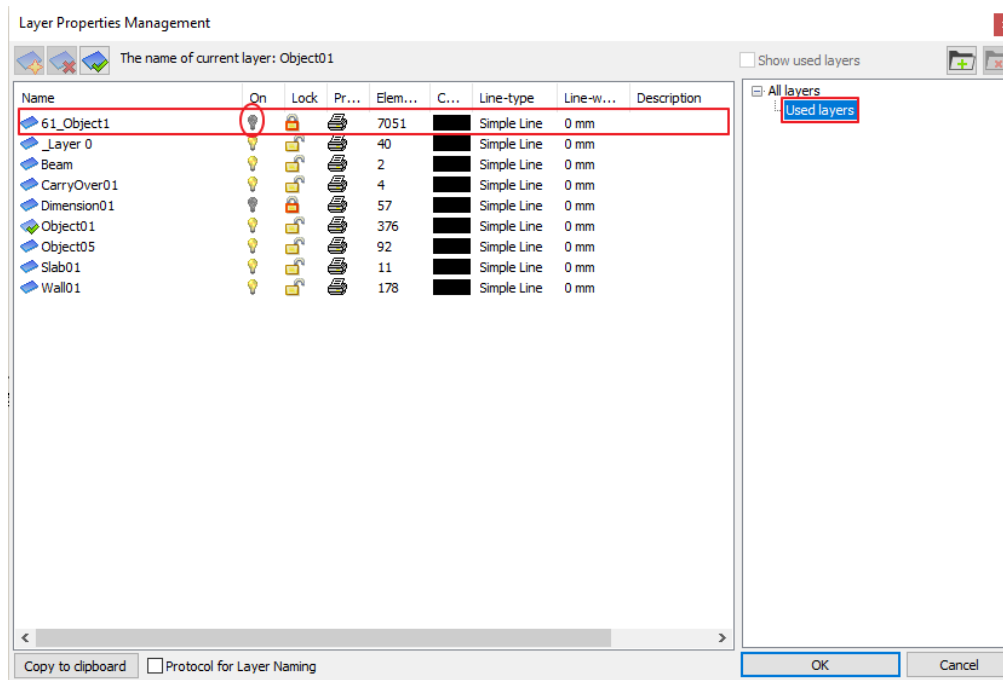 Layer Properties Management
The name of current layer: Object01
Show used layers
Name On Lock Pr... Elem... C... Line-type Line-w... Description
61_Object1 7051 Simple Line 0 mm
_Layer 0 40 Simple Line 0 mm
Beam 2 Simple Line 0 mm
CarryOver01 4 Simple Line 0 mm
Dimension01 57 Simple Line 0 mm
Object01 376 Simple Line 0 mm
Object05 92 Simple Line 0 mm
Slab01 11 Simple Line 0 mm
Wall01 178 Simple Line 0 mm
All layers
Used layers
Copy to clipboard Protocol for Layer Naming OK Cancel